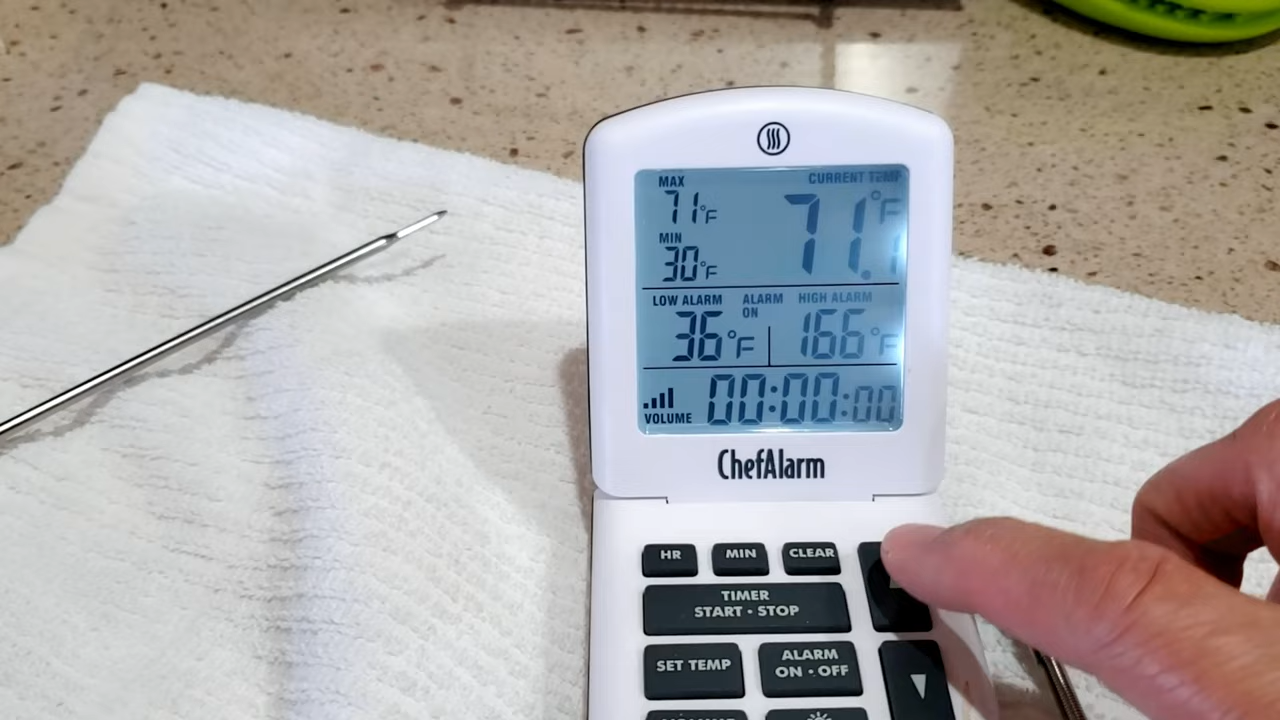 MAX
CURRENT TEMP
71°F
71.1°F
MIN
30°F
LOW ALARM
ALARM ON
HIGH ALARM
36°F
166°F
VOLUME
00:00:00
ChefAlarm
HR
MIN
CLEAR
TIMER
START • STOP
SET TEMP
ALARM
ON • OFF